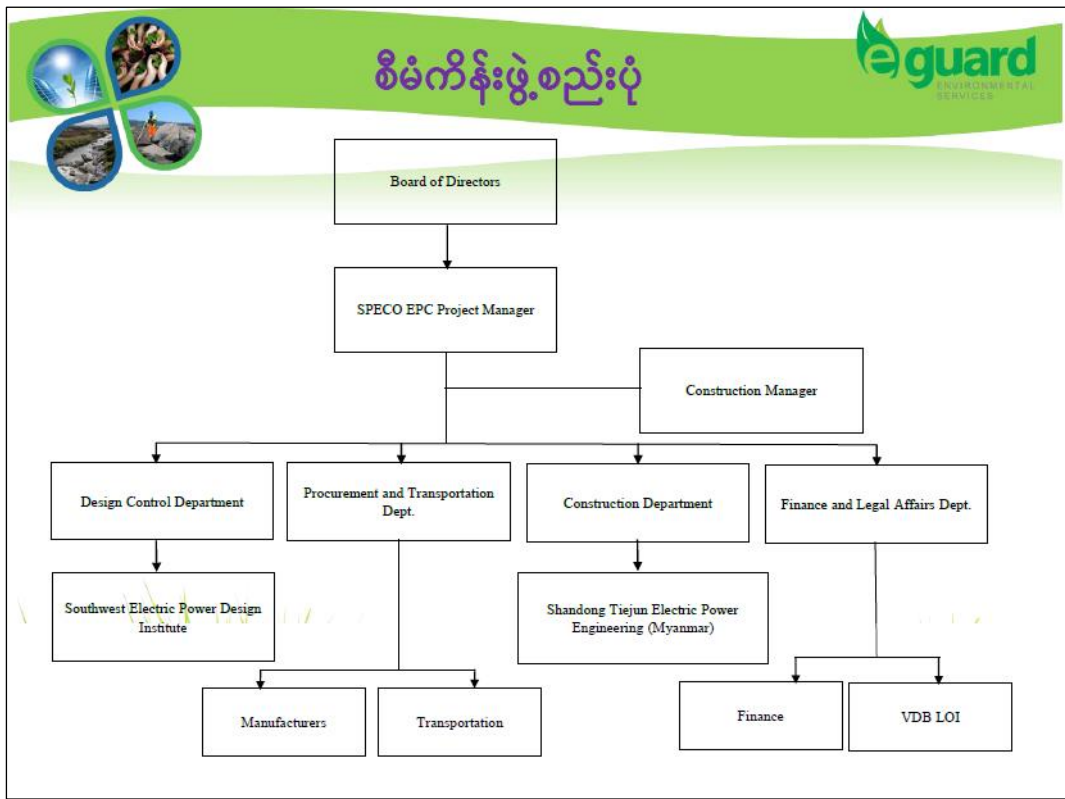 စီမံကိန်းဖွဲ့စည်းပုံ
eguard
ENVIRONMENTAL
SERVICES
Board of Directors
SPECO EPC Project Manager
Construction Manager
Design Control Department
Procurement and Transportation
Dept.
Construction Department
Finance and Legal Affairs Dept.
Southwest Electric Power Design
Institute
Shandong Tiejun Electric Power
Engineering (Myanmar)
Manufacturers
Transportation
Finance
VDB LOI